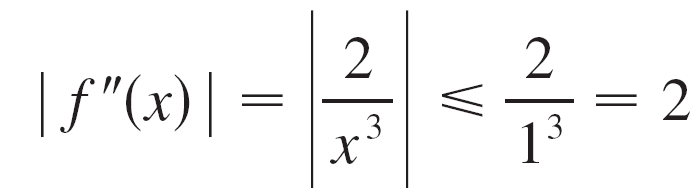 |f″(x)| = |2/x³| ⩽ 2/1³ = 2